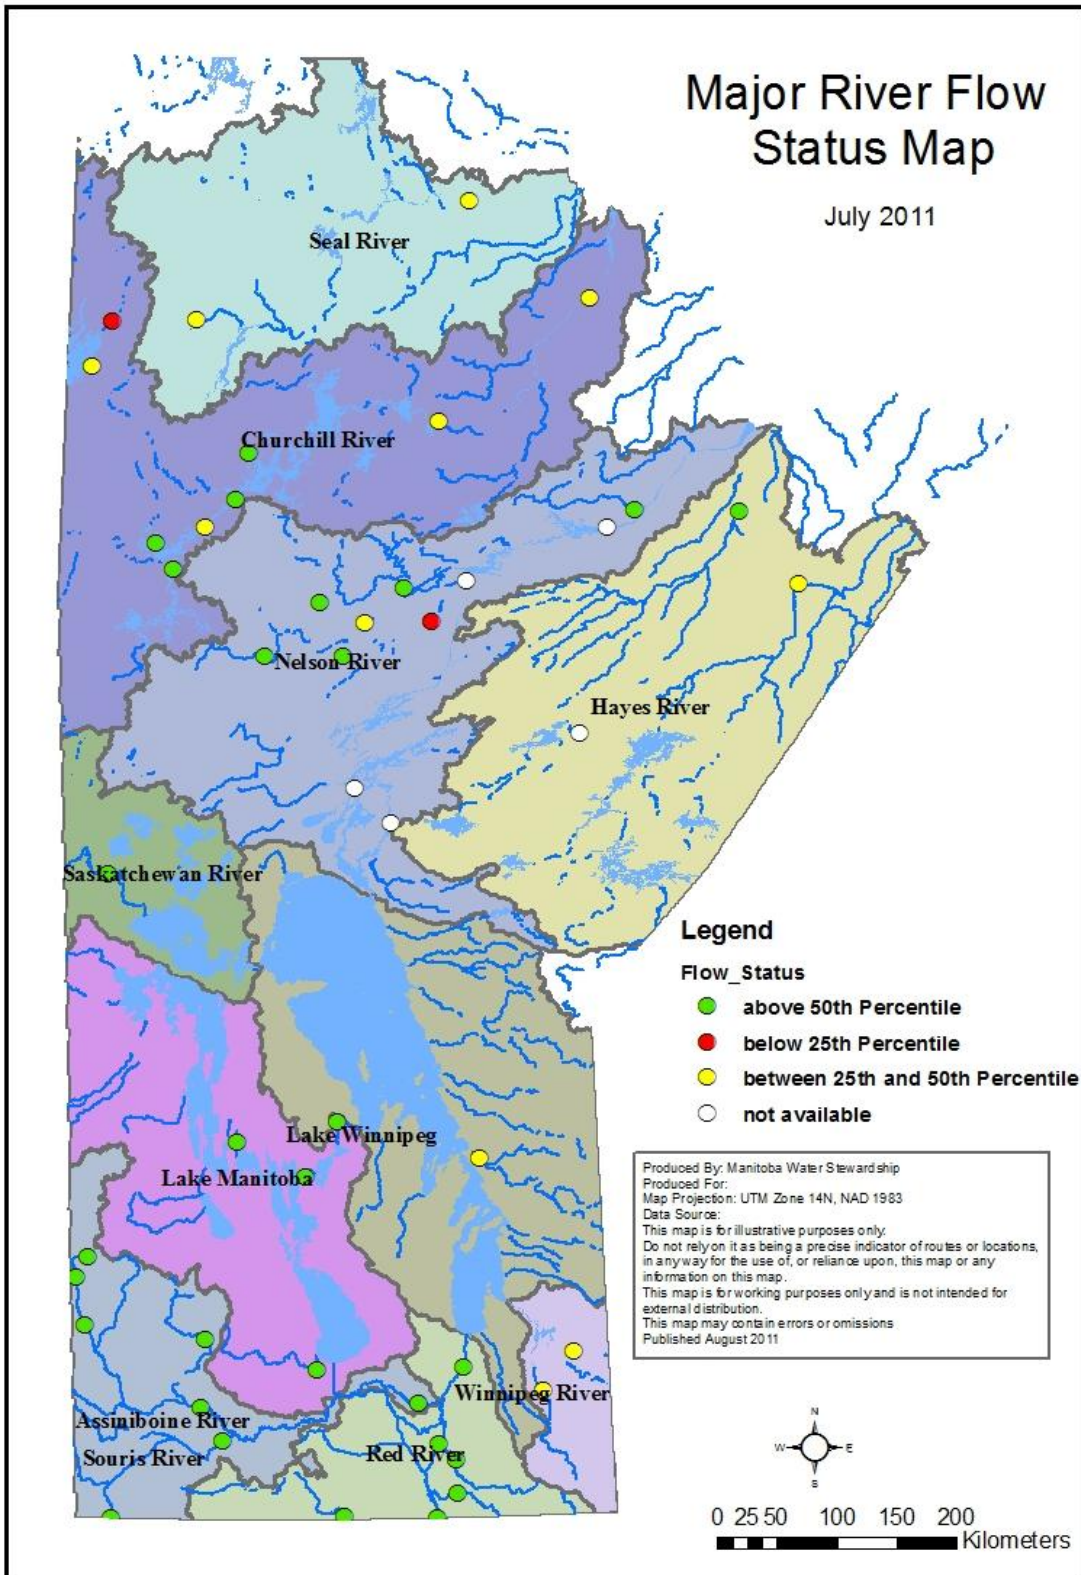 Major River Flow
Status Map
July 2011
Seal River
Churchill River
Nelson River
Hayes River
Saskatchewan River
Lake Winnipeg
Lake Manitoba
Winnipeg River
Assiniboine River
Souris River
Red River
Legend
Flow_Status
above 50th Percentile
below 25th Percentile
between 25th and 50th Percentile
not available
Produced By: Manitoba Water Stewardship
Produced For:
Map Projection: UTM Zone 14N, NAD 1983
Data Source:
This map is for illustrative purposes only.
Do not rely on it as being a precise indicator of routes or locations,
in any way for the use of, or reliance upon, this map or any
information on this map.
This map is for working purposes only and is not intended for
external distribution.
This map may contain errors or omissions
Published August 2011
N
W E
S
0 25 50 100 150 200
Kilometers